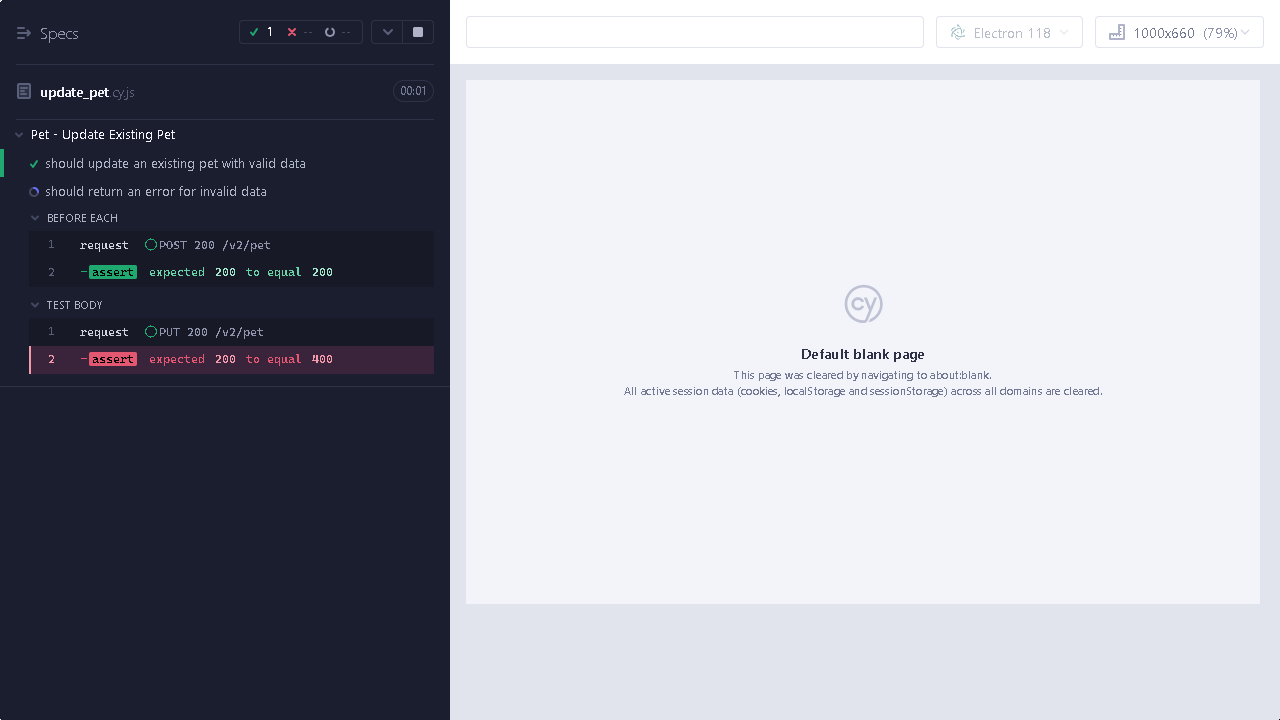 Specs
1 -- --
Electron 118
1000x660 (79%)
update_pet cy.js
00:01
Pet - Update Existing Pet
should update an existing pet with valid data
should return an error for invalid data
BEFORE EACH
1 request POST 200 /v2/pet
2 -assert expected 200 to equal 200
TEST BODY
1 request PUT 200 /v2/pet
2 -assert expected 200 to equal 400
cy
Default blank page
This page was cleared by navigating to about:blank.
All active session data (cookies, localStorage and sessionStorage) across all domains are cleared.